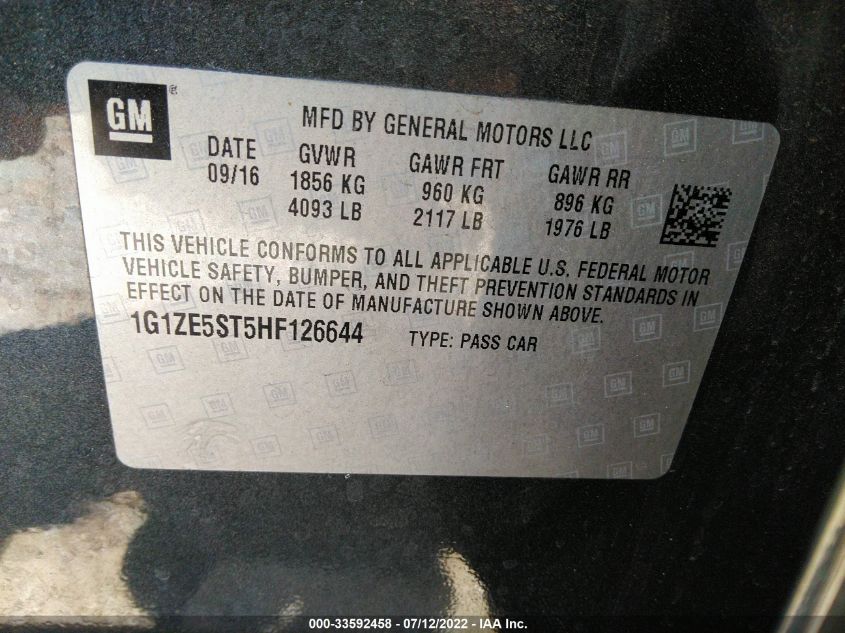 GM ®
MFD BY GENERAL MOTORS LLC
DATE GVWR GAWR FRT GAWR RR
09/16 1856 KG 960 KG 896 KG
4093 LB 2117 LB 1976 LB
THIS VEHICLE CONFORMS TO ALL APPLICABLE U.S. FEDERAL MOTOR
VEHICLE SAFETY, BUMPER, AND THEFT PREVENTION STANDARDS IN
EFFECT ON THE DATE OF MANUFACTURE SHOWN ABOVE.
1G1ZE5ST5HF126644 TYPE: PASS CAR
000-33592458 - 07/12/2022 - IAA Inc.